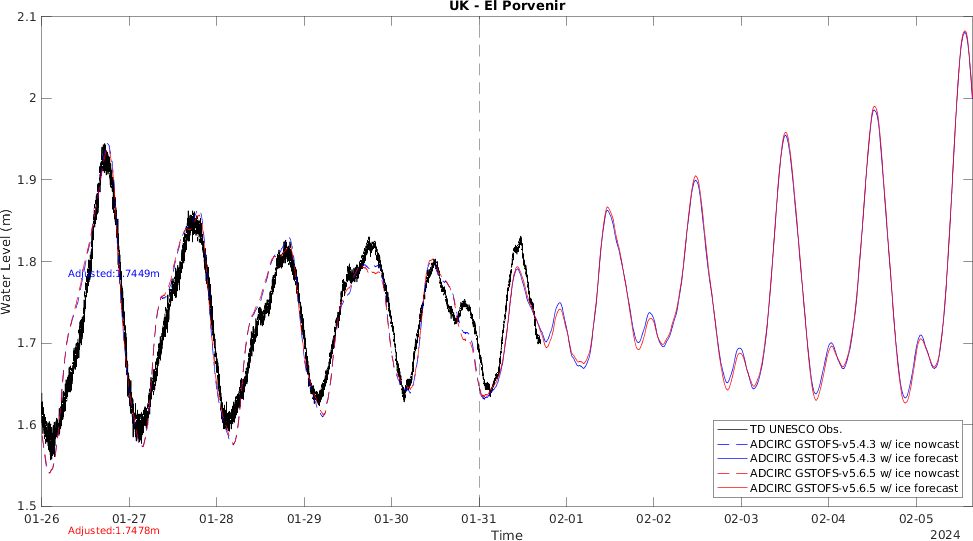 UK - El Porvenir
2.1
2
1.9
1.8
1.7
1.6
1.5
Water Level (m)
Adjusted:1.7449m
Adjusted:1.7478m
TD UNESCO Obs.
ADCIRC GSTOFS-v5.4.3 w/ ice nowcast
ADCIRC GSTOFS-v5.4.3 w/ ice forecast
ADCIRC GSTOFS-v5.6.5 w/ ice nowcast
ADCIRC GSTOFS-v5.6.5 w/ ice forecast
01-26 01-27 01-28 01-29 01-30 01-31 02-01 02-02 02-03 02-04 02-05
Time
2024